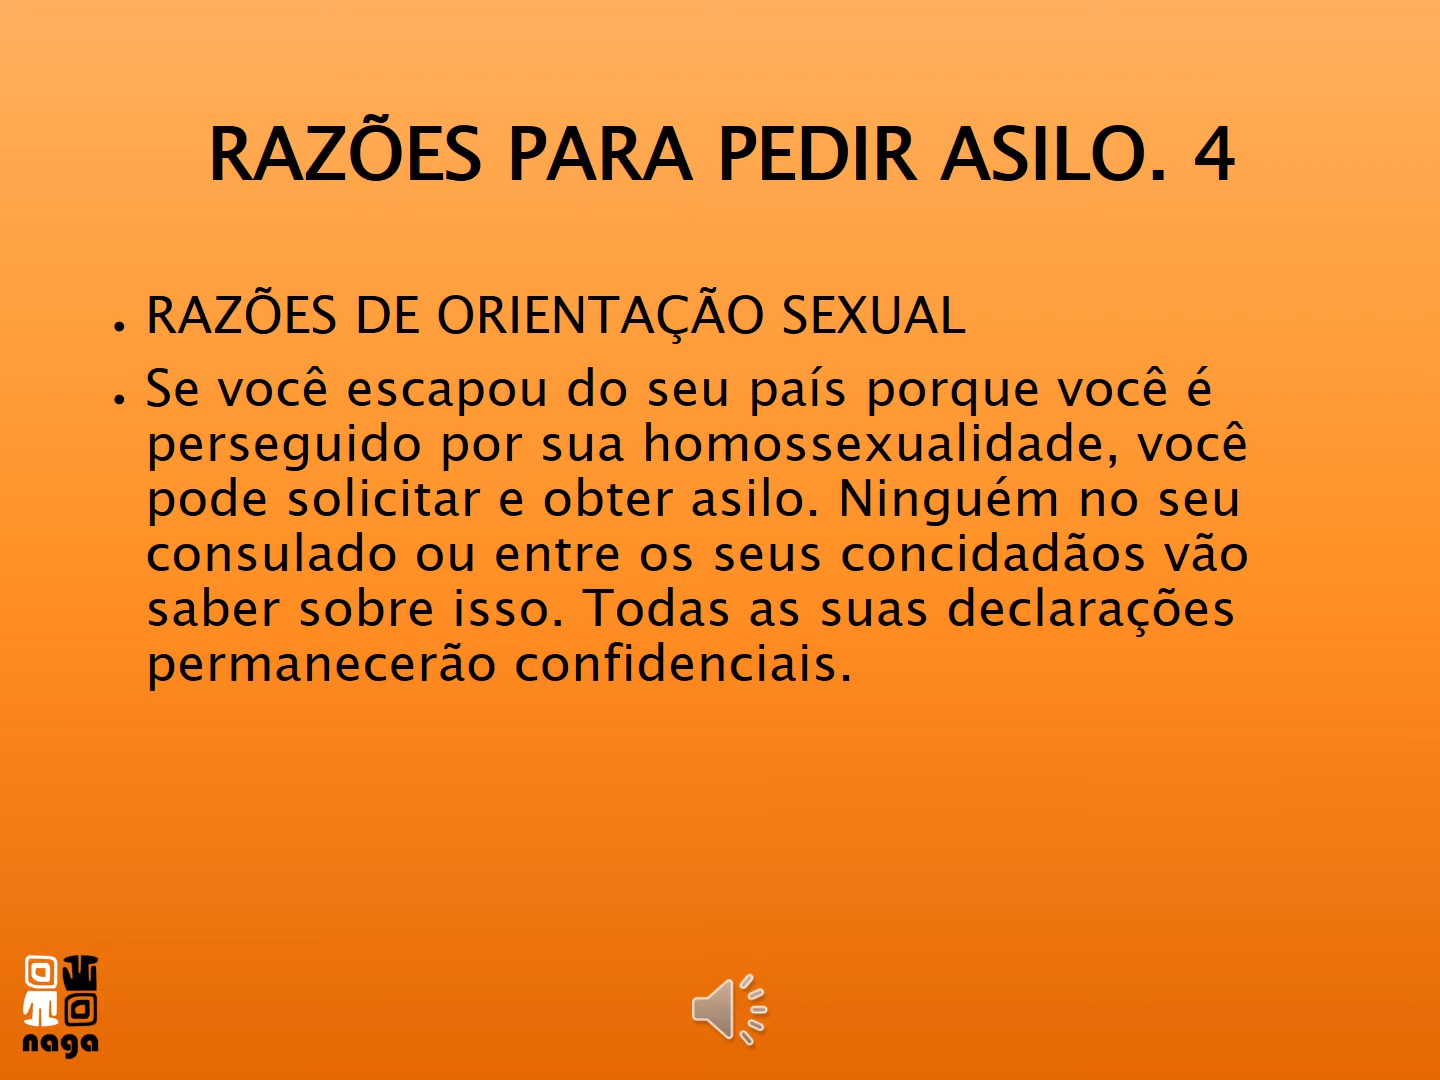 RAZÕES PARA PEDIR ASILO. 4
• RAZÕES DE ORIENTAÇÃO SEXUAL
• Se você escapou do seu país porque você é
perseguido por sua homossexualidade, você
pode solicitar e obter asilo. Ninguém no seu
consulado ou entre os seus concidadãos vão
saber sobre isso. Todas as suas declarações
permanecerão confidenciais.
naga